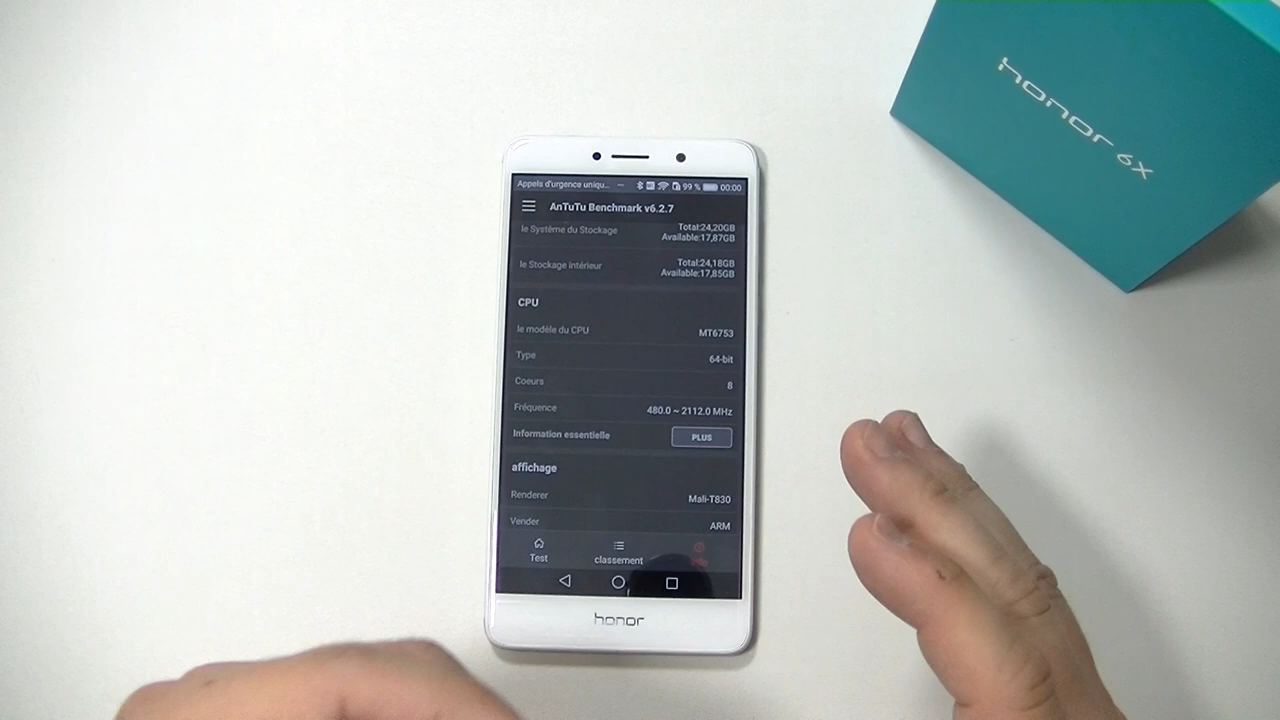 honor 6X
Appels d'urgence uniqu... 99 % 00:00
AnTuTu Benchmark v6.2.7
le Système du Stockage Total:24,20GB
Available:17,87GB
le Stockage intérieur Total:24,18GB
Available:17,85GB
CPU
le modèle du CPU MT6753
Type 64-bit
Coeurs 8
Fréquence 480.0 ~ 2112.0 MHz
Information essentielle PLUS
affichage
Renderer Mali-T830
Vender ARM
Test classement
honor